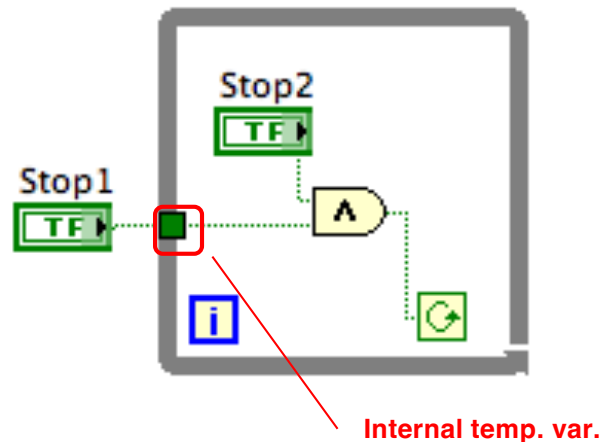 Stop2
TF
Stop1
TF
∧
i
Internal temp. var.